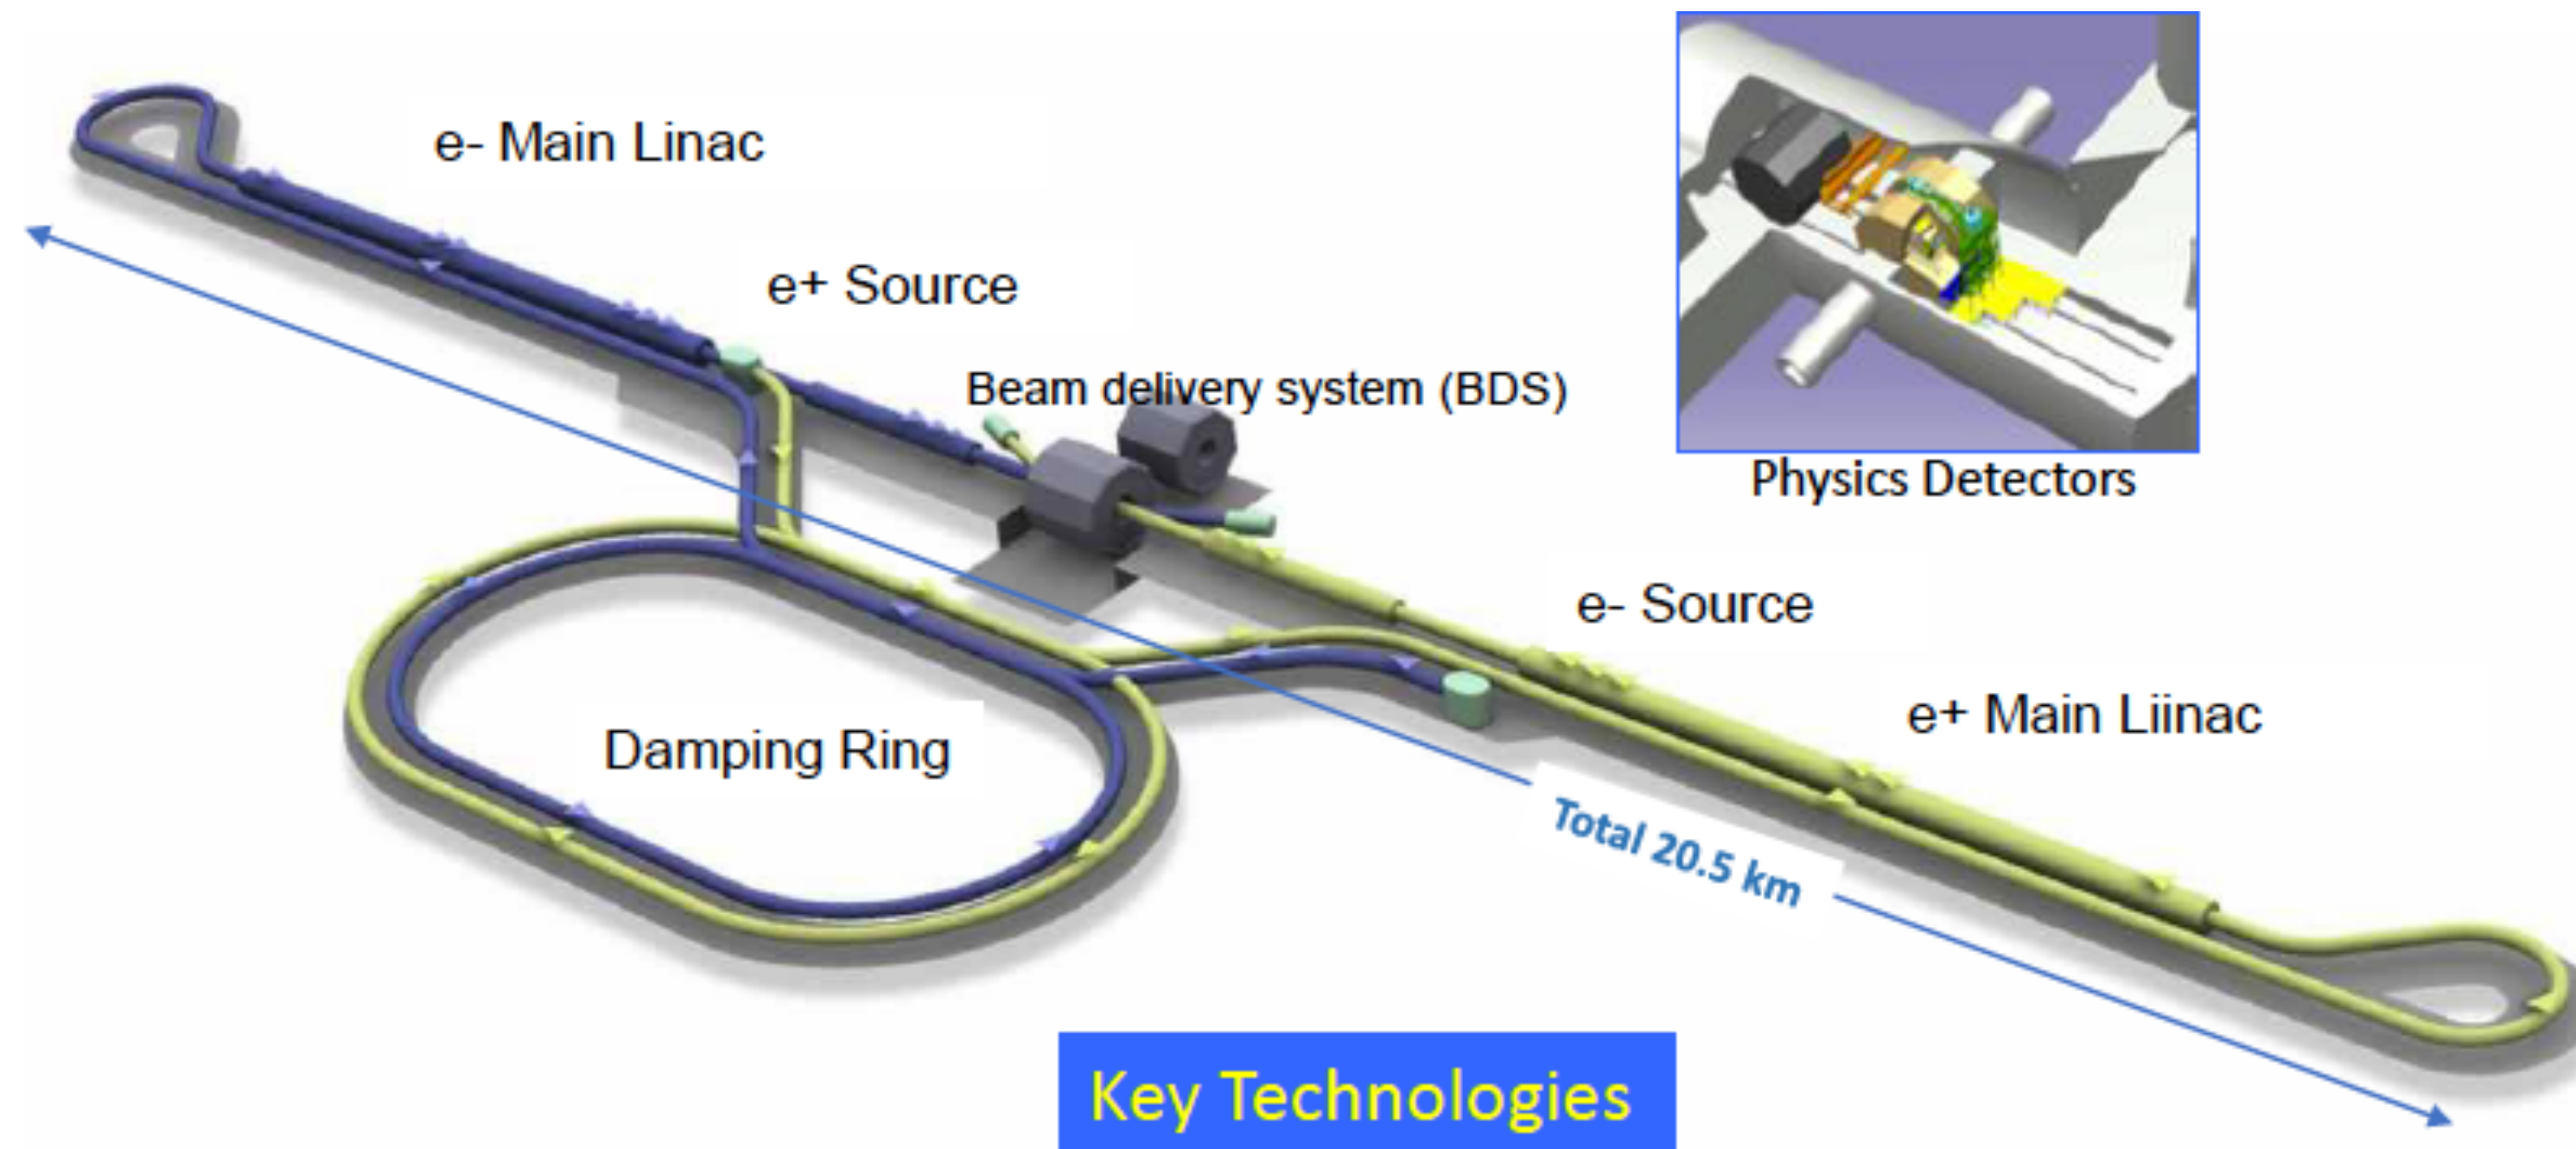 e- Main Linac
e+ Source
Beam delivery system (BDS)
Physics Detectors
e- Source
e+ Main Liinac
Damping Ring
Total 20.5 km
Key Technologies